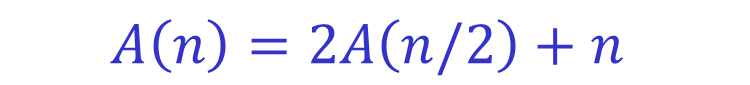 A(n) = 2A(n/2) + n